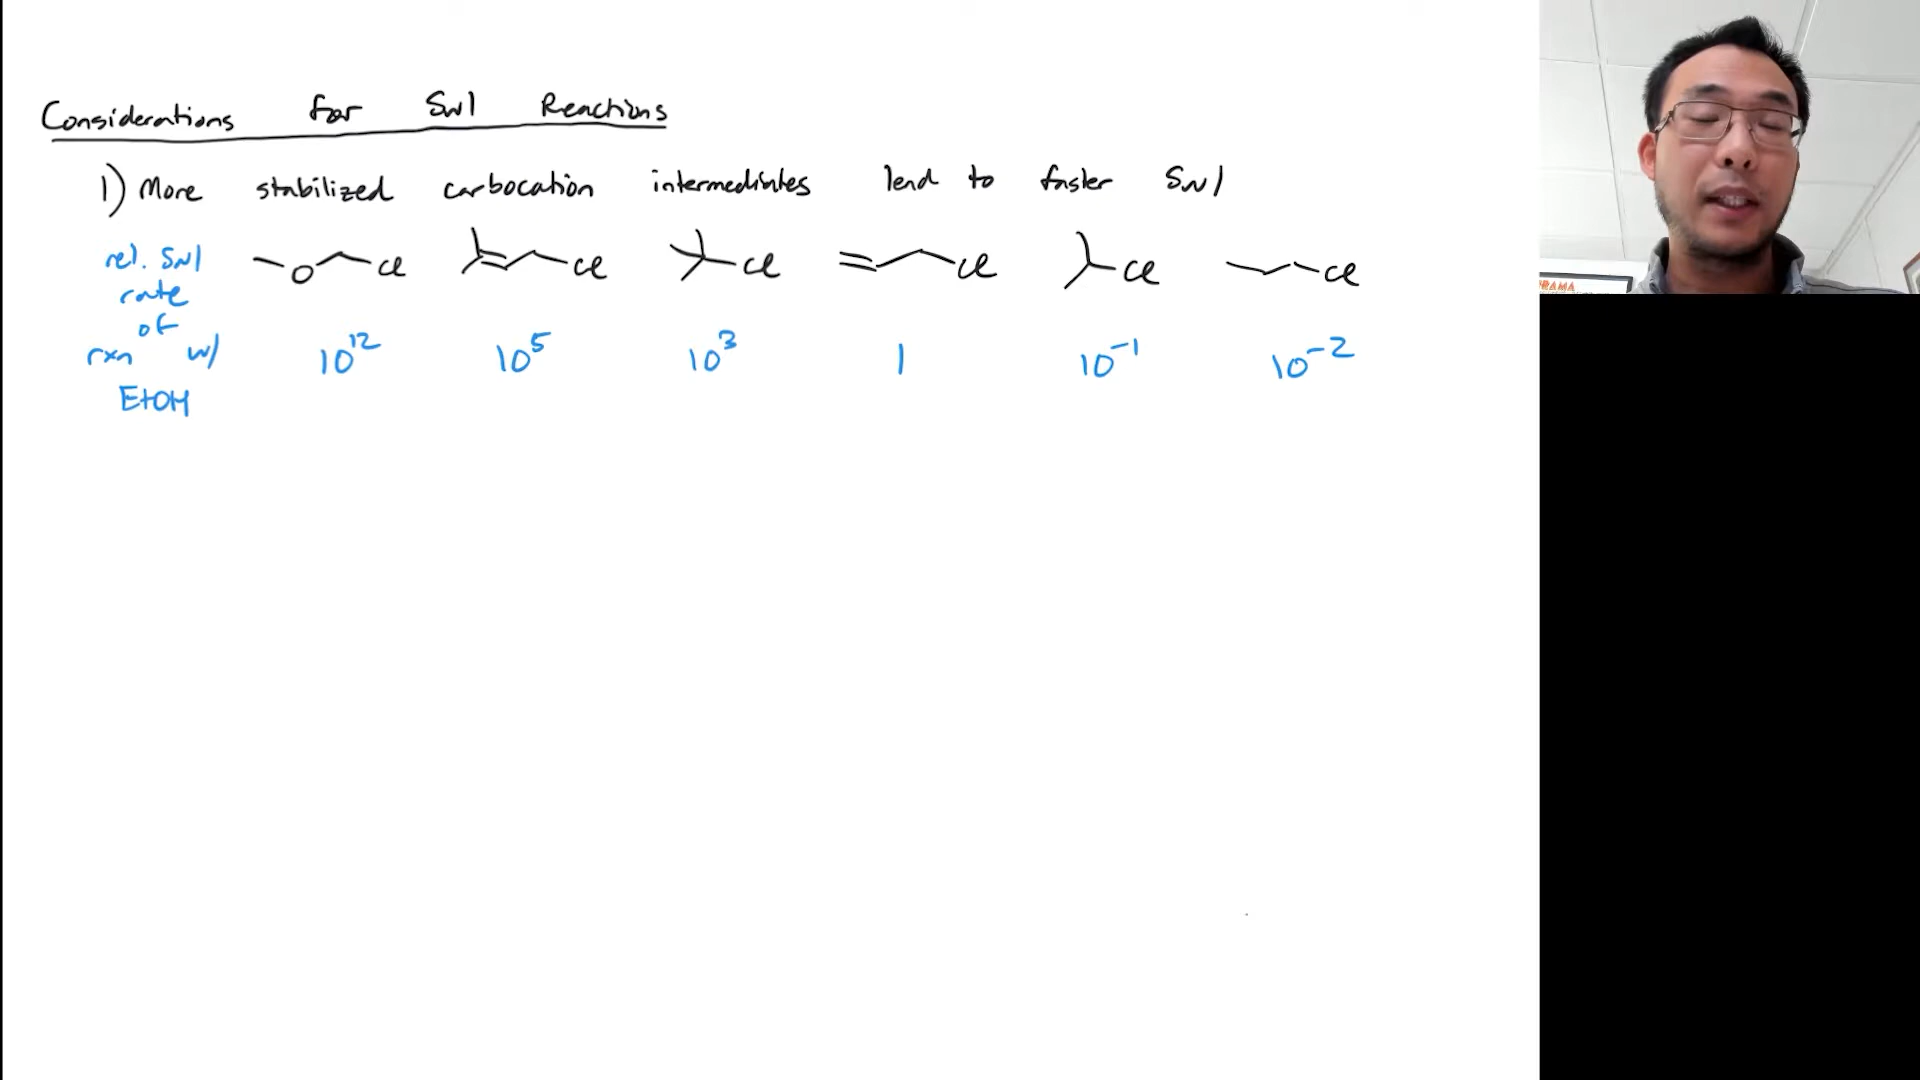 Considerations for SN1 Reactions
1) More stabilized carbocation intermediates lend to faster SN1
rel. SN1
rate
of
rxn w/
EtOH
O Cl Cl Cl Cl Cl Cl
10^12 10^5 10^3 1 10^-1 10^-2
RAMA